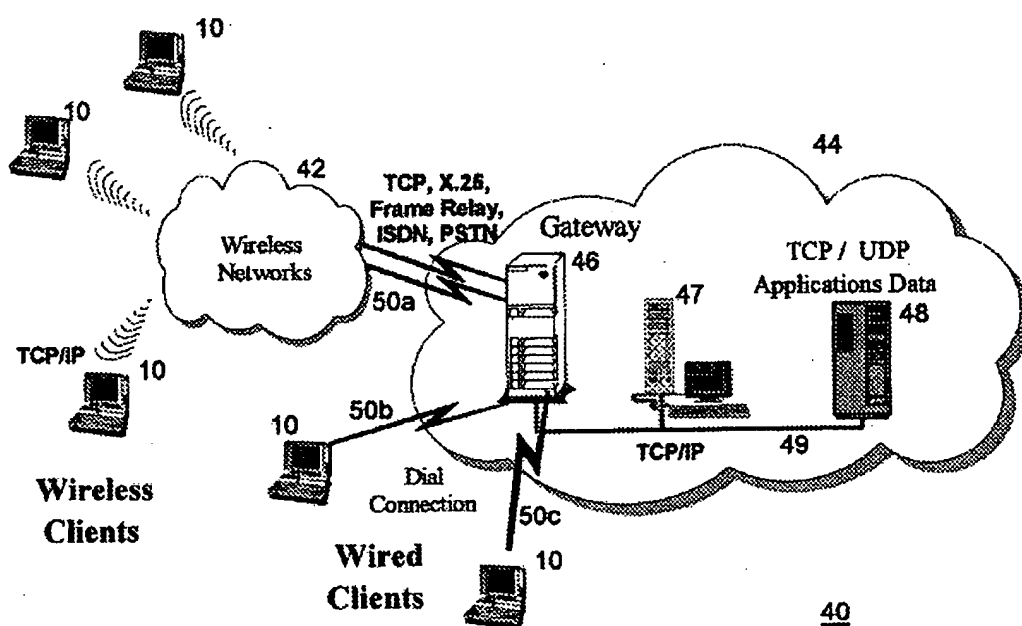 10
10
42
44
TCP, X.25,
Frame Relay,
ISDN, PSTN
Wireless
Networks
Gateway
46
TCP / UDP
Applications Data
50a
47
48
TCP/IP
10
50b
10
TCP/IP
49
Wireless
Clients
Dial
Connection
50c
Wired
Clients
10
40